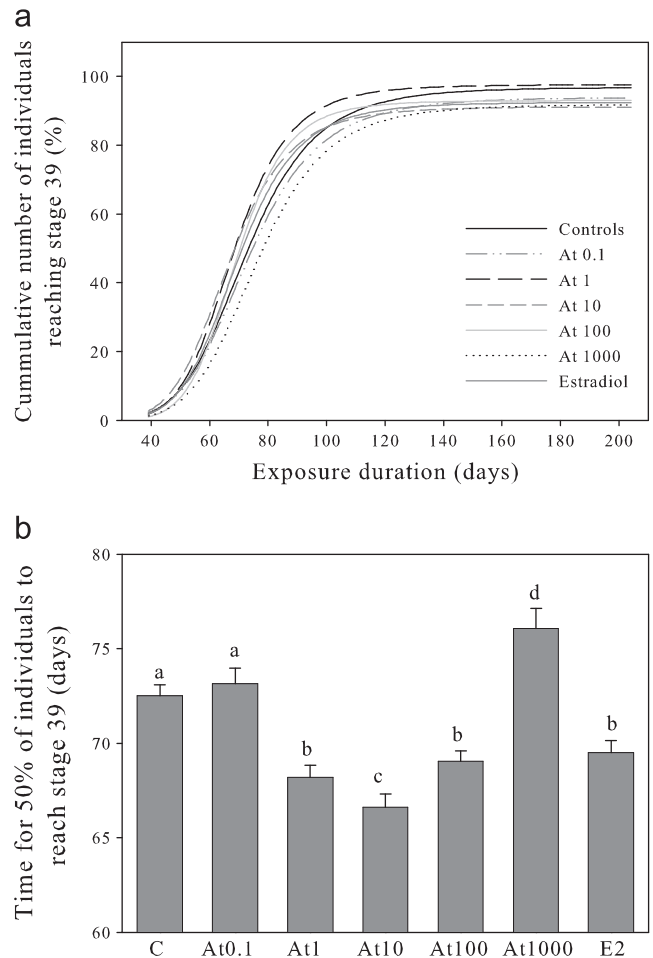 a
Cummulative number of individuals
reaching stage 39 (%)
100
80
60
40
20
0
40 60 80 100 120 140 160 180 200
Exposure duration (days)
Controls
At 0.1
At 1
At 10
At 100
At 1000
Estradiol
b
Time for 50% of individuals to
reach stage 39 (days)
80
75
70
65
60
a a b c b d b
C At0.1 At1 At10 At100 At1000 E2